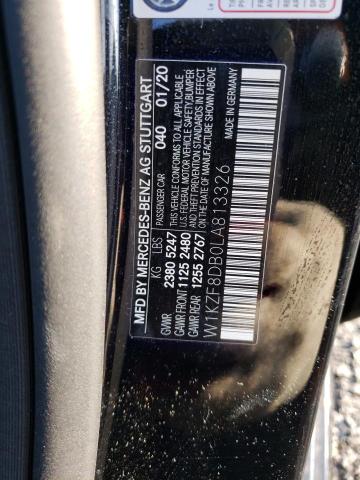 MFD BY MERCEDES-BENZ AG STUTTGART
PASSENGER CAR 040 01/20
THIS VEHICLE CONFORMS TO ALL APPLICABLE
U.S. FEDERAL MOTOR VEHICLE SAFETY,BUMPER
AND THEFT PREVENTION STANDARDS IN EFFECT
ON THE DATE OF MANUFACTURE SHOWN ABOVE
KG LBS
GVWR 2380 5247
GAWR FRONT 1125 2480
GAWR REAR 1255 2767
MADE IN GERMANY
W1KZF8DB0LA813326